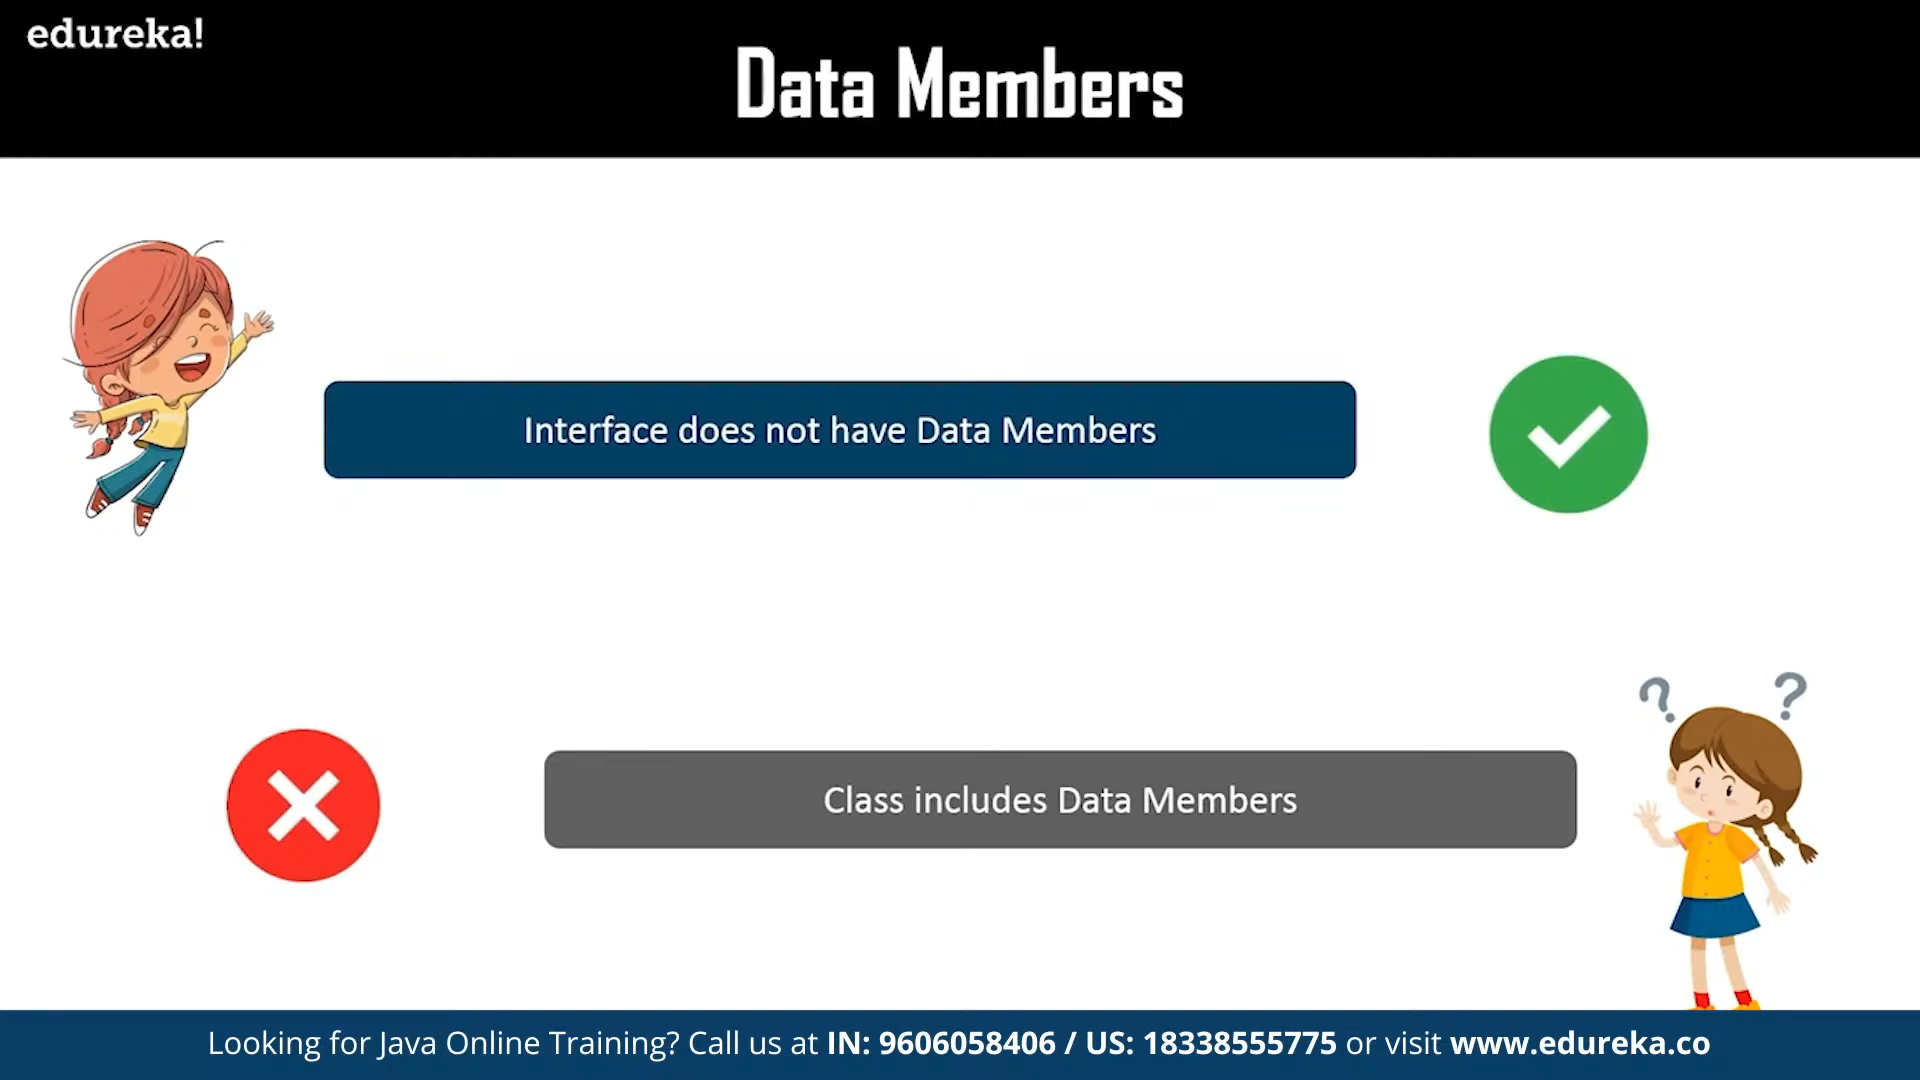 edureka!
Data Members
Interface does not have Data Members
? ?
Class includes Data Members
Looking for Java Online Training? Call us at IN: 9606058406 / US: 18338555775 or visit www.edureka.co